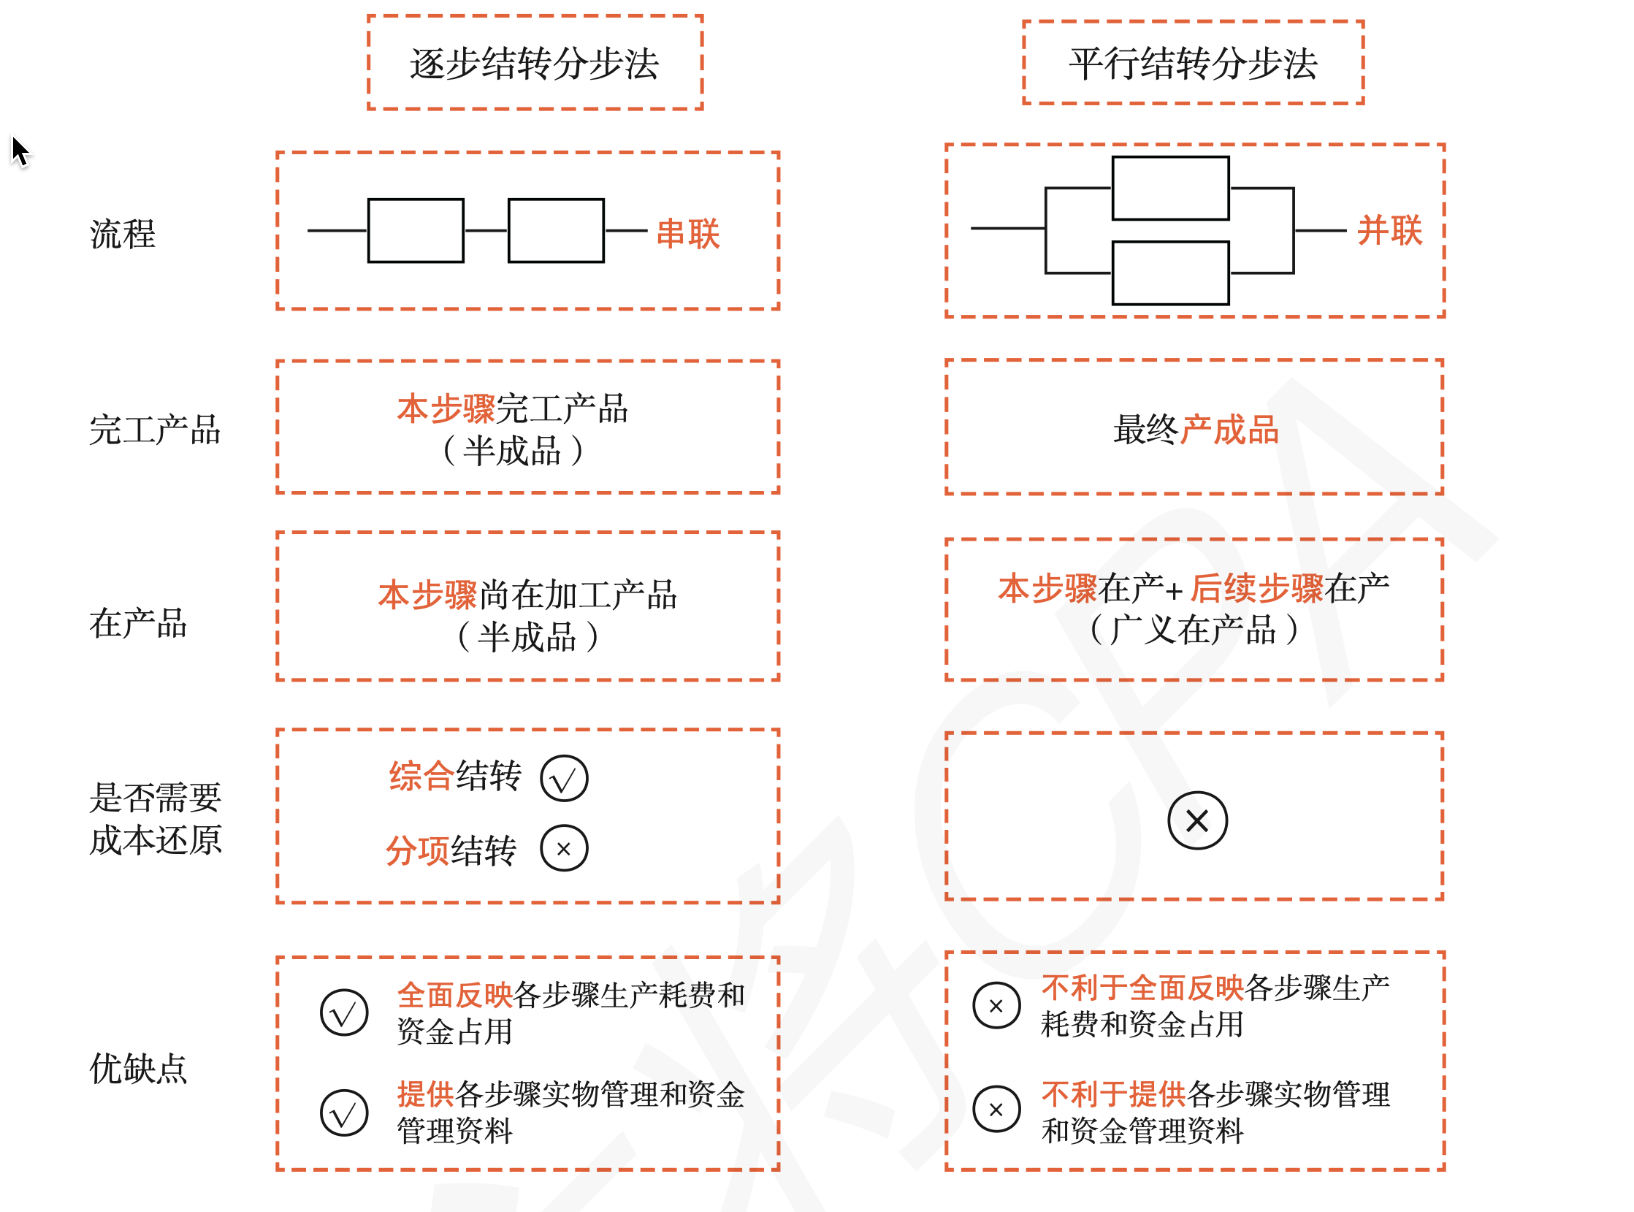 逐步结转分步法
平行结转分步法
流程
串联
并联
完工产品
本步骤完工产品
（半成品）
最终产成品
在产品
本步骤尚在加工产品
（半成品）
本步骤在产+后续步骤在产
（广义在产品）
是否需要
成本还原
综合结转 √
分项结转 ×
×
优缺点
√ 全面反映各步骤生产耗费和
资金占用
√ 提供各步骤实物管理和资金
管理资料
× 不利于全面反映各步骤生产
耗费和资金占用
× 不利于提供各步骤实物管理
和资金管理资料
将CPA